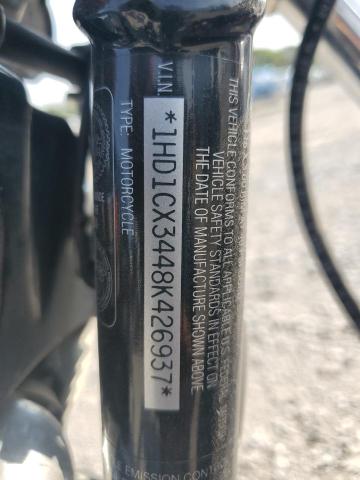 THIS VEHICLE CONFORMS TO ALL APPLICABLE U.S. FEDERAL
VEHICLE SAFETY STANDARDS IN EFFECT ON
THE DATE OF MANUFACTURE SHOWN ABOVE
V.I.N.
*1HD1CX3448K426937*
TYPE: MOTORCYCLE
EMISSION CONTROL